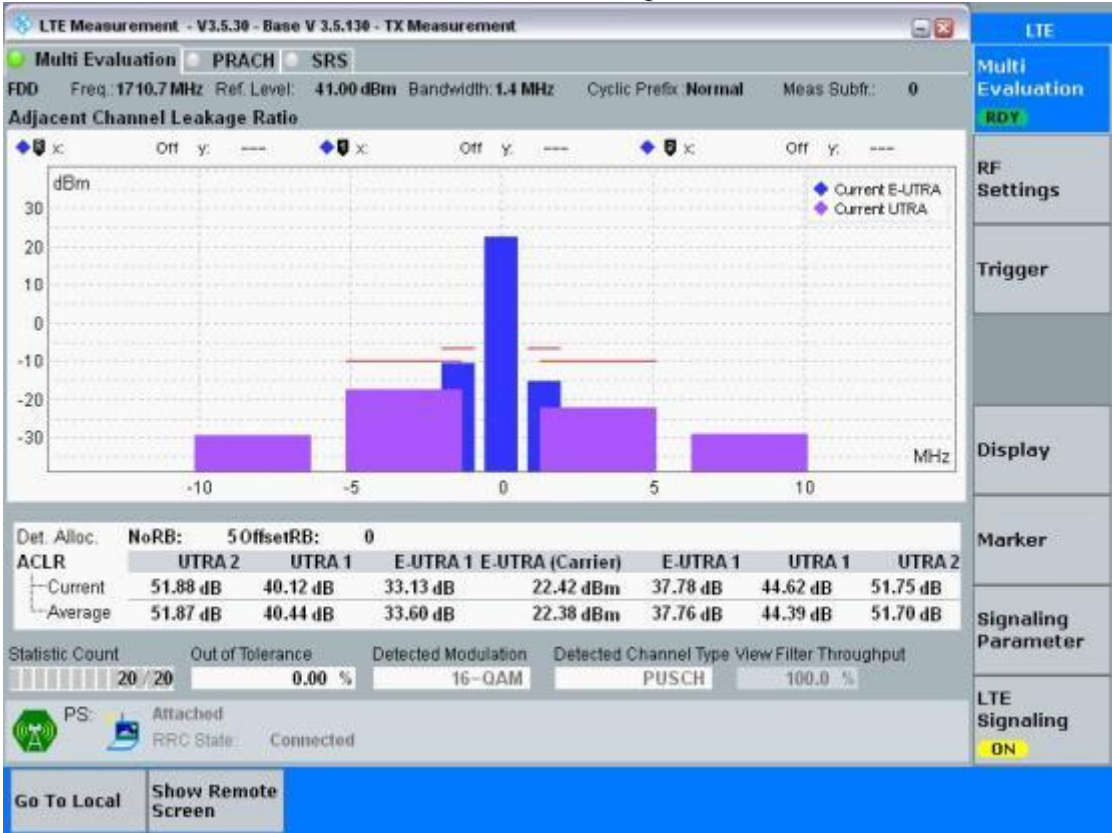 LTE Measurement - V3.5.30 - Base V 3.5.130 - TX Measurement
LTE
Multi Evaluation PRACH SRS
Multi
Evaluation
RDY
FDD Freq.: 1710.7 MHz Ref. Level: 41.00 dBm Bandwidth: 1.4 MHz Cyclic Prefix: Normal Meas Subfr.: 0
Adjacent Channel Leakage Ratio
x: Off y: --- x: Off y: --- x: Off y: ---
dBm
Current E-UTRA
Current UTRA
RF
Settings
30
20
10
0
-10
-20
-30
MHz
-10 -5 0 5 10
Trigger
Display
Det. Alloc. NoRB: 5 OffsetRB: 0
ACLR UTRA 2 UTRA 1 E-UTRA 1 E-UTRA (Carrier) E-UTRA 1 UTRA 1 UTRA 2
Current 51.88 dB 40.12 dB 33.13 dB 22.42 dBm 37.78 dB 44.62 dB 51.75 dB
Average 51.87 dB 40.44 dB 33.60 dB 22.38 dBm 37.76 dB 44.39 dB 51.70 dB
Marker
Signaling
Parameter
Statistic Count Out of Tolerance Detected Modulation Detected Channel Type View Filter Throughput
20 / 20 0.00 % 16-QAM PUSCH 100.0 %
PS: Attached
RRC State: Connected
LTE
Signaling
ON
Go To Local
Show Remote
Screen